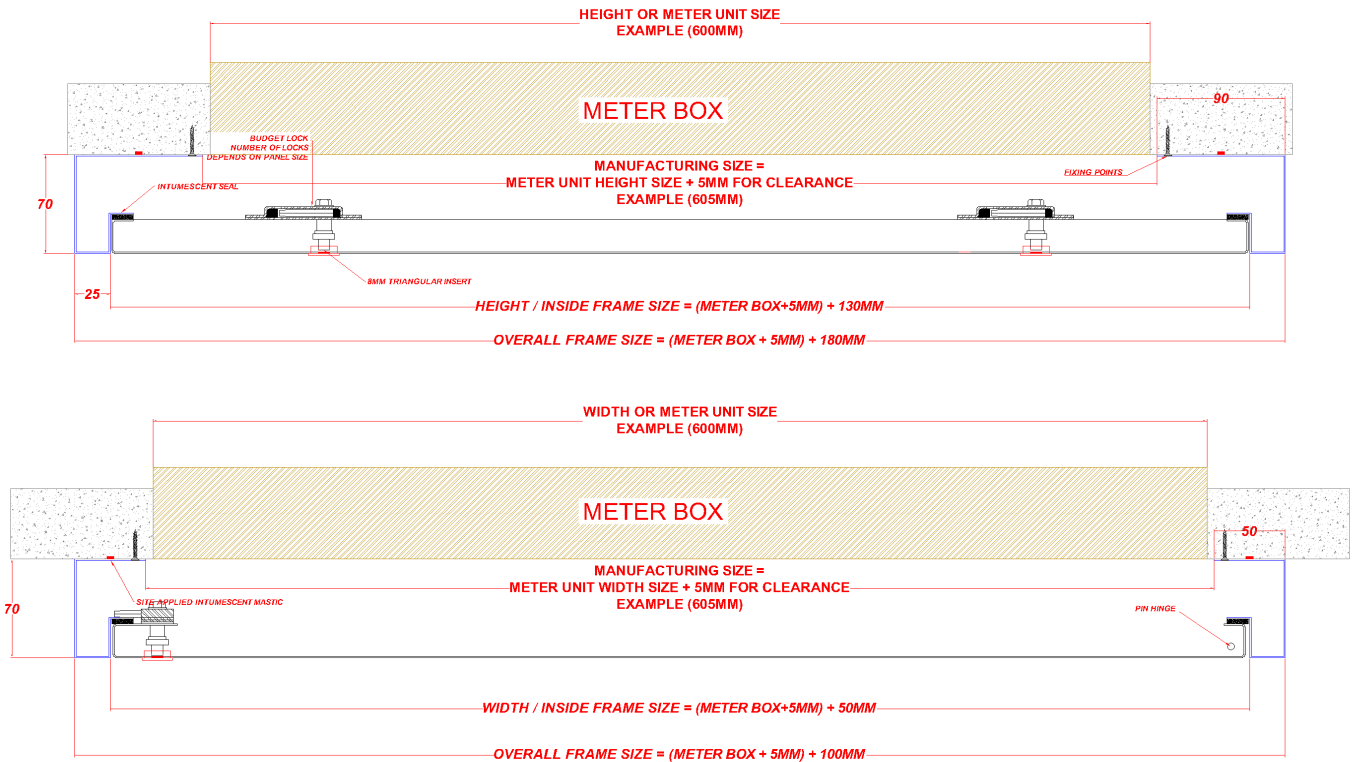 HEIGHT OR METER UNIT SIZE
EXAMPLE (600MM)
METER BOX
90
BUDGET LOCK
NUMBER OF LOCKS
DEPENDS ON PANEL SIZE
MANUFACTURING SIZE =
METER UNIT HEIGHT SIZE + 5MM FOR CLEARANCE
EXAMPLE (605MM)
FIXING POINTS
INTUMESCENT SEAL
70
8MM TRIANGULAR INSERT
25
HEIGHT / INSIDE FRAME SIZE = (METER BOX+5MM) + 130MM
OVERALL FRAME SIZE = (METER BOX + 5MM) + 180MM
WIDTH OR METER UNIT SIZE
EXAMPLE (600MM)
METER BOX
50
MANUFACTURING SIZE =
METER UNIT WIDTH SIZE + 5MM FOR CLEARANCE
EXAMPLE (605MM)
SITE APPLIED INTUMESCENT MASTIC
70
PIN HINGE
WIDTH / INSIDE FRAME SIZE = (METER BOX+5MM) + 50MM
OVERALL FRAME SIZE = (METER BOX + 5MM) + 100MM